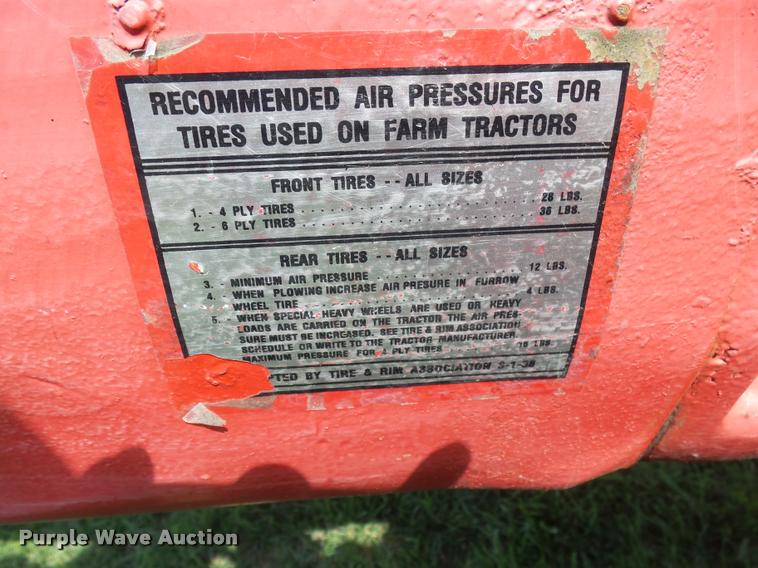 RECOMMENDED AIR PRESSURES FOR
TIRES USED ON FARM TRACTORS
FRONT TIRES -- ALL SIZES
1. . 4 PLY TIRES . . . . . . . . . . . . . . . . . . . . . . . . 28 LBS.
2. . 6 PLY TIRES . . . . . . . . . . . . . . . . . . . . . . . . 36 LBS.
REAR TIRES -- ALL SIZES
3. . MINIMUM AIR PRESSURE . . . . . . . . . . . . . . . . 12 LBS.
4. . WHEN PLOWING INCREASE AIR PRESURE IN FURROW
WHEEL TIRE . . . . . . . . . . . . . . . . . . . . . . . . 4 LBS.
5. . WHEN SPECIAL HEAVY WHEELS ARE USED OR HEAVY
LOADS ARE CARRIED ON THE TRACTOR THE AIR PRES-
SURE MUST BE INCREASED. SEE TIRE & RIM ASSOCIATION
SCHEDULE OR WRITE TO THE TRACTOR MANUFACTURER.
MAXIMUM PRESSURE FOR 4 PLY TIRES . . . . . . . . LBS.
PTED BY TIRE & RIM ASSOCIATION
Purple Wave Auction